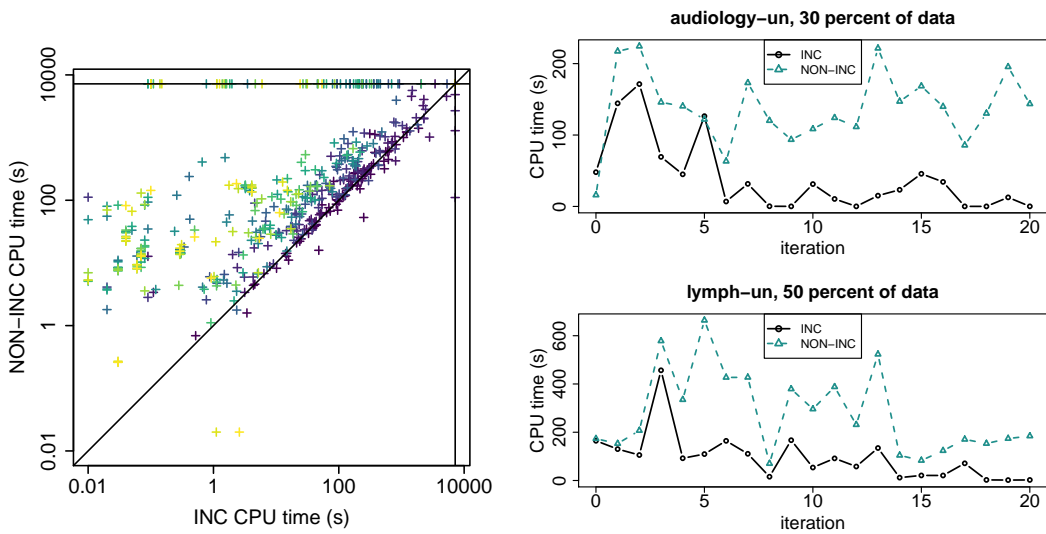 NON−INC CPU time (s)
10000
100
1
0.01
0.01 1 100 10000
INC CPU time (s)
audiology−un, 30 percent of data
CPU time (s)
200
100
0
INC
NON−INC
0 5 10 15 20
iteration
lymph−un, 50 percent of data
CPU time (s)
600
400
200
0
INC
NON−INC
0 5 10 15 20
iteration